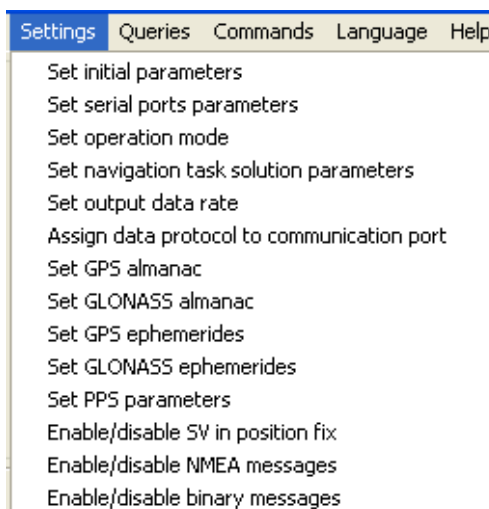 Settings Queries Commands Language Help
Set initial parameters
Set serial ports parameters
Set operation mode
Set navigation task solution parameters
Set output data rate
Assign data protocol to communication port
Set GPS almanac
Set GLONASS almanac
Set GPS ephemerides
Set GLONASS ephemerides
Set PPS parameters
Enable/disable SV in position fix
Enable/disable NMEA messages
Enable/disable binary messages